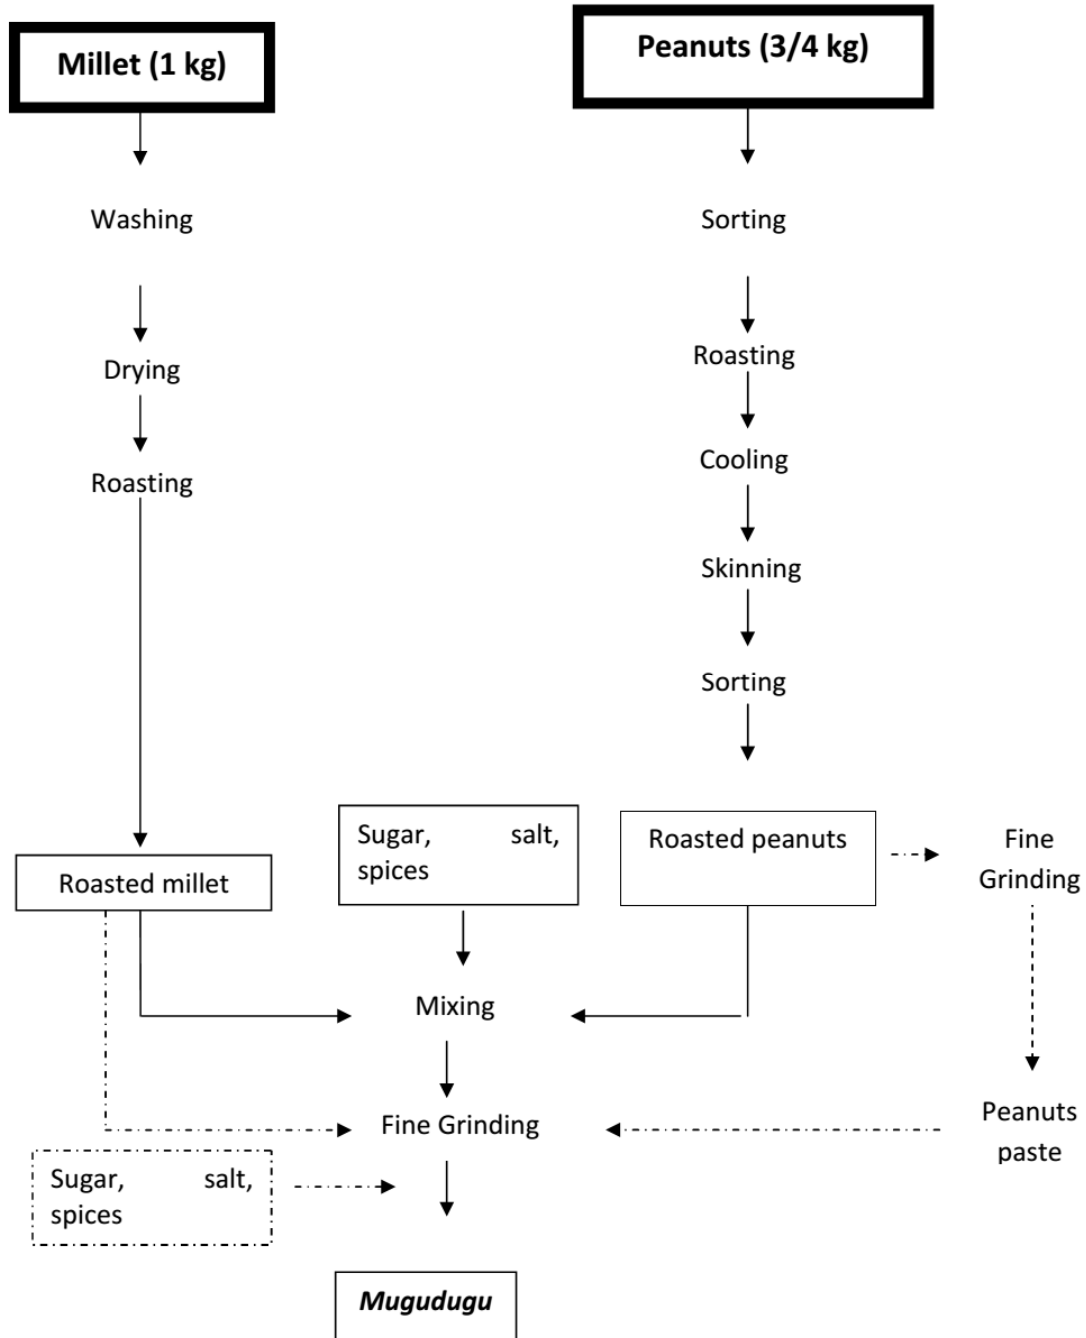 Millet (1 kg)
Peanuts (3/4 kg)
Washing
Sorting
Drying
Roasting
Roasting
Cooling
Skinning
Sorting
Sugar, salt,
spices
Roasted peanuts
Fine
Grinding
Roasted millet
Mixing
Fine Grinding
Peanuts
paste
Sugar, salt,
spices
Mugudugu